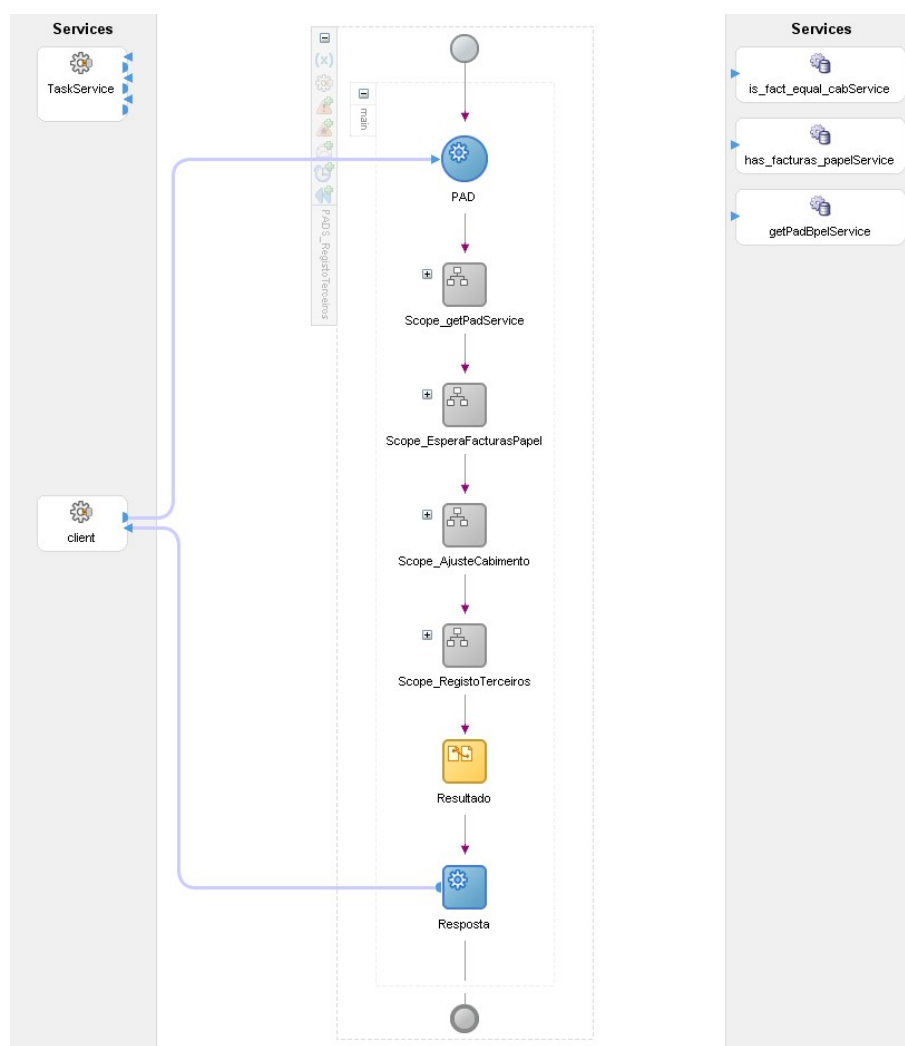 Services
TaskService
client
(x)
PADS_RegistoTerceiros
main
PAD
Scope_getPadService
Scope_EsperaFacturasPapel
Scope_AjusteCabimento
Scope_RegistoTerceiros
Resultado
Resposta
Services
is_fact_equal_cabService
has_facturas_papelService
getPadBpelService